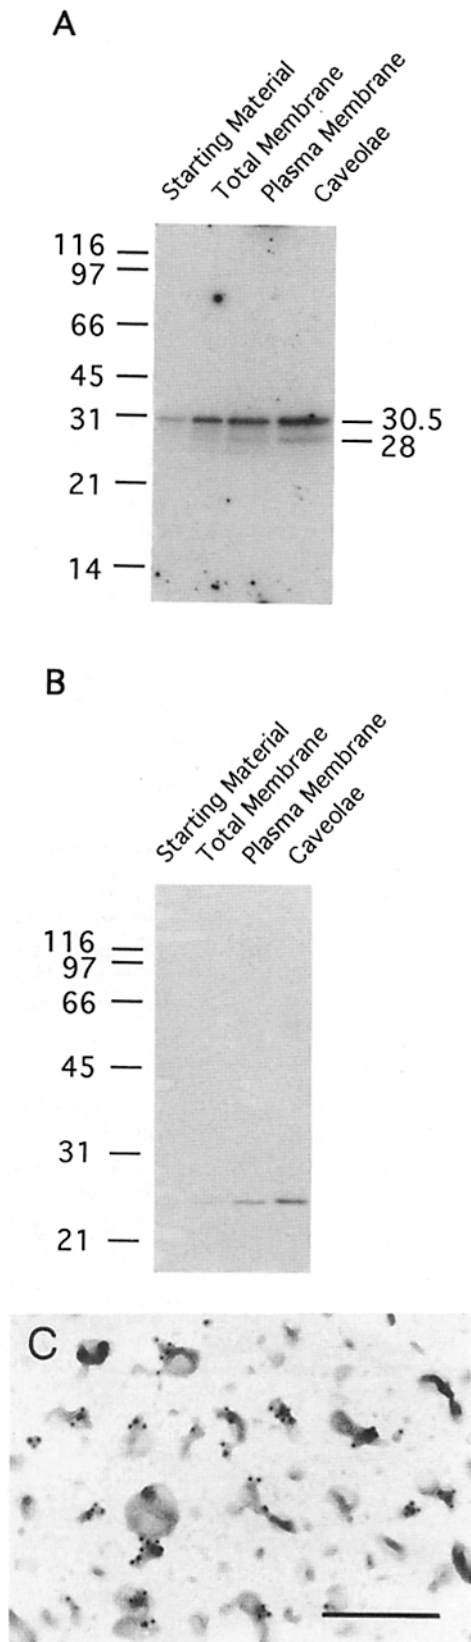 A
Starting Material
Total Membrane
Plasma Membrane
Caveolae
116
97
66
45
31
21
14
30.5
28
B
Starting Material
Total Membrane
Plasma Membrane
Caveolae
116
97
66
45
31
21
C